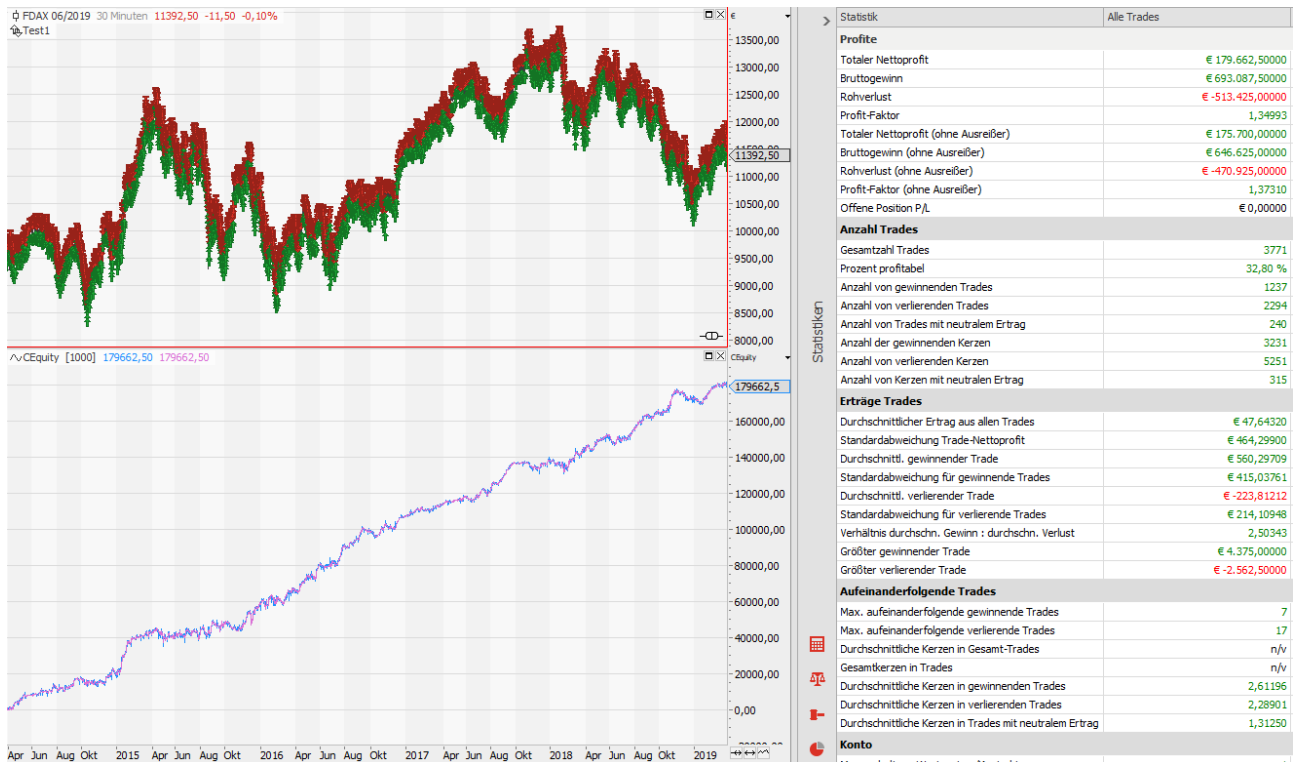 FDAX 06/2019 30 Minuten 11392,50 -11,50 -0,10%
Test1
€
13500,00
13000,00
12500,00
12000,00
11392,50
11000,00
10500,00
10000,00
9500,00
9000,00
8500,00
8000,00
CEquity [1000] 179662,50 179662,50
CEquity
179662,5
160000,00
140000,00
120000,00
100000,00
80000,00
60000,00
40000,00
20000,00
0,00
Apr Jun Aug Okt 2015 Apr Jun Aug Okt 2016 Apr Jun Aug Okt 2017 Apr Jun Aug Okt 2018 Apr Jun Aug Okt 2019
Statistiken
Statistik Alle Trades
Profite
Totaler Nettoprofit € 179.662,50000
Bruttogewinn € 693.087,50000
Rohverlust € -513.425,00000
Profit-Faktor 1,34993
Totaler Nettoprofit (ohne Ausreißer) € 175.700,00000
Bruttogewinn (ohne Ausreißer) € 646.625,00000
Rohverlust (ohne Ausreißer) € -470.925,00000
Profit-Faktor (ohne Ausreißer) 1,37310
Offene Position P/L € 0,00000
Anzahl Trades
Gesamtzahl Trades 3771
Prozent profitabel 32,80 %
Anzahl von gewinnenden Trades 1237
Anzahl von verlierenden Trades 2294
Anzahl von Trades mit neutralem Ertrag 240
Anzahl der gewinnenden Kerzen 3231
Anzahl von verlierenden Kerzen 5251
Anzahl von Kerzen mit neutralen Ertrag 315
Erträge Trades
Durchschnittlicher Ertrag aus allen Trades € 47,64320
Standardabweichung Trade-Nettoprofit € 464,29900
Durchschnittl. gewinnender Trade € 560,29709
Standardabweichung für gewinnende Trades € 415,03761
Durchschnittl. verlierender Trade € -223,81212
Standardabweichung für verlierende Trades € 214,10948
Verhältnis durchschn. Gewinn : durchschn. Verlust 2,50343
Größter gewinnender Trade € 4.375,00000
Größter verlierender Trade € -2.562,50000
Aufeinanderfolgende Trades
Max. aufeinanderfolgende gewinnende Trades 7
Max. aufeinanderfolgende verlierende Trades 17
Durchschnittliche Kerzen in Gesamt-Trades n/v
Gesamtkerzen in Trades n/v
Durchschnittliche Kerzen in gewinnenden Trades 2,61196
Durchschnittliche Kerzen in verlierenden Trades 2,28901
Durchschnittliche Kerzen in Trades mit neutralem Ertrag 1,31250
Konto